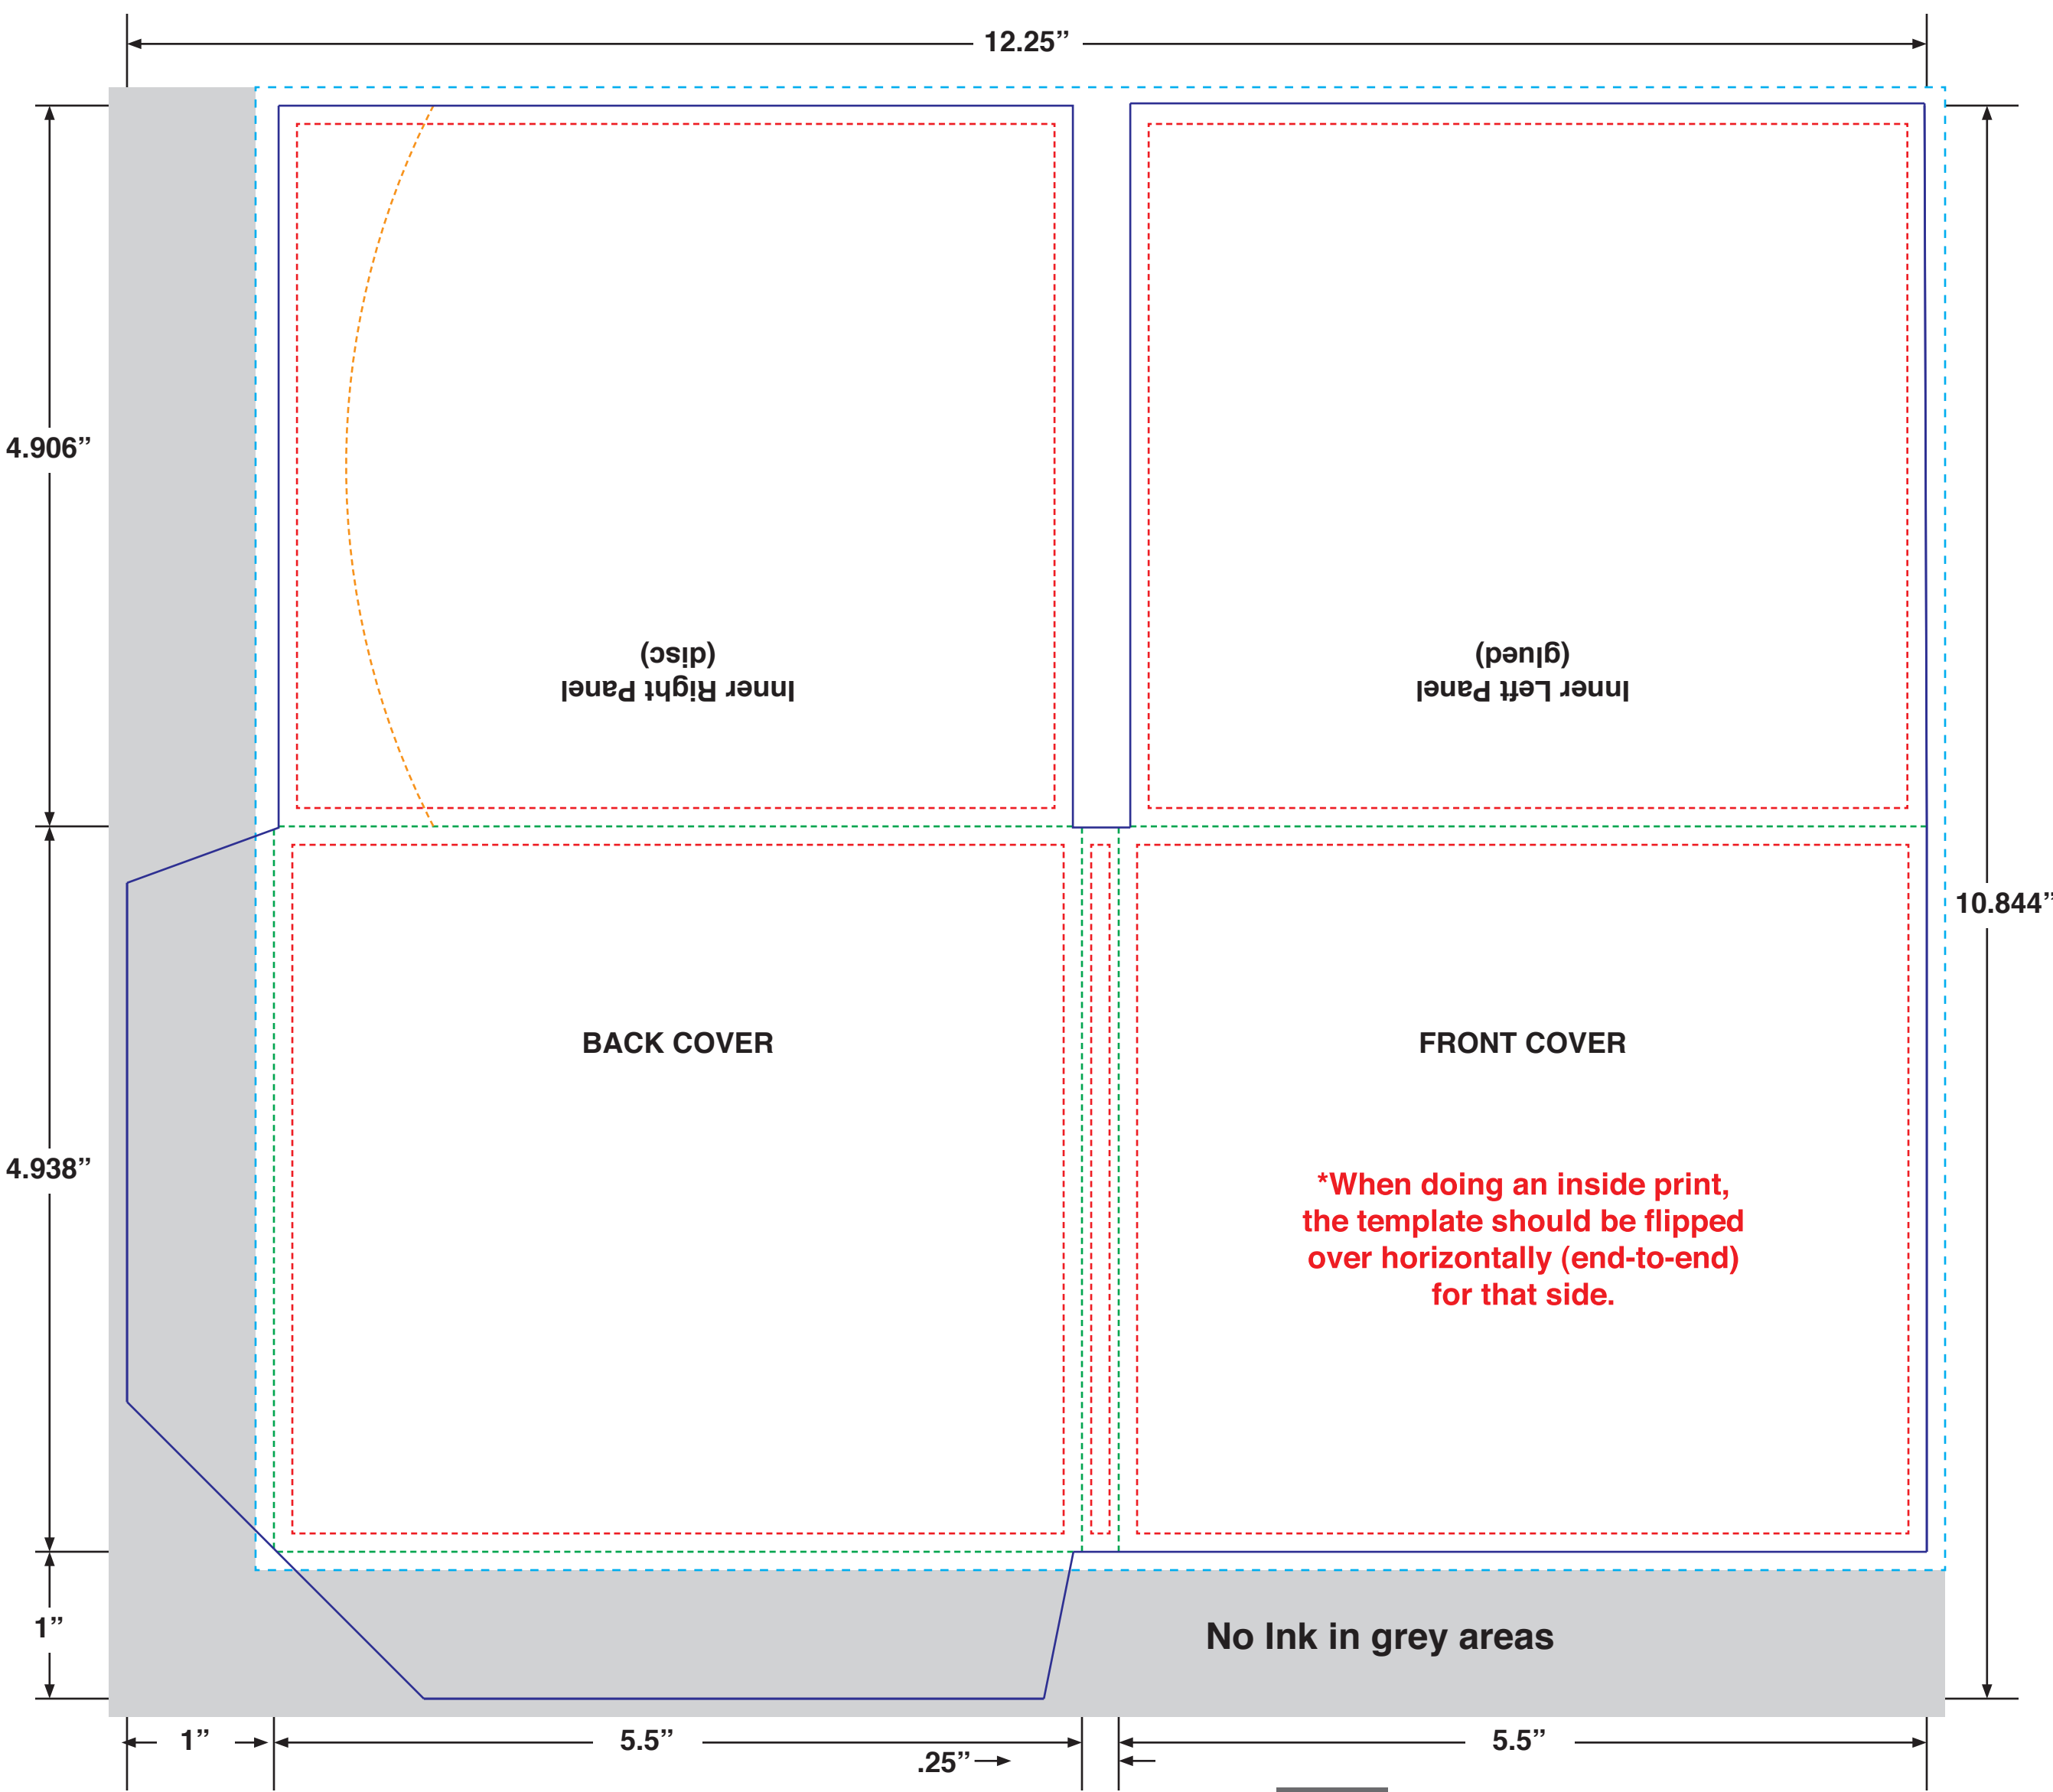 12.25”
4.906”
(disc)
Inner Right Panel
(glued)
Inner Left Panel
10.844”
BACK COVER
FRONT COVER
4.938”
*When doing an inside print,
the template should be flipped
over horizontally (end-to-end)
for that side.
1”
No Ink in grey areas
1”
5.5”
.25”
5.5”